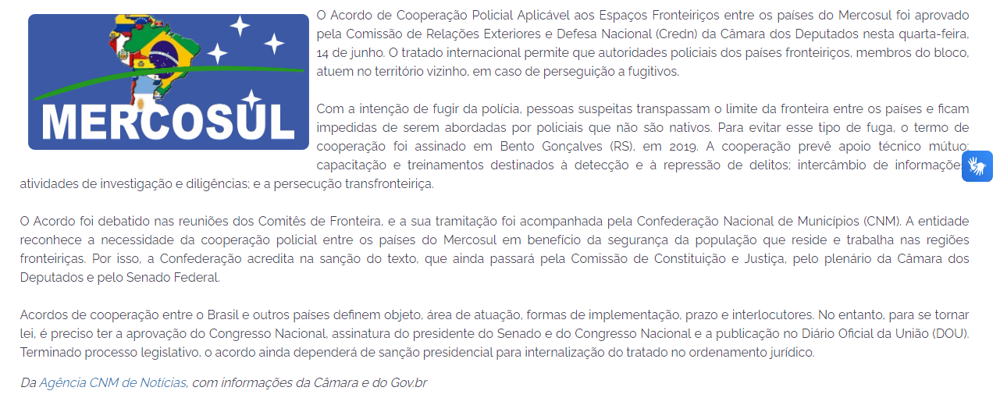 O Acordo de Cooperação Policial Aplicável aos Espaços Fronteiriços entre os países do Mercosul foi aprovado
pela Comissão de Relações Exteriores e Defesa Nacional (Credn) da Câmara dos Deputados nesta quarta-feira,
14 de junho. O tratado internacional permite que autoridades policiais dos países fronteiriços, membros do bloco,
atuem no território vizinho, em caso de perseguição a fugitivos.
MERCOSUL
Com a intenção de fugir da polícia, pessoas suspeitas transpassam o limite da fronteira entre os países e ficam
impedidas de serem abordadas por policiais que não são nativos. Para evitar esse tipo de fuga, o termo de
cooperação foi assinado em Bento Gonçalves (RS), em 2019. A cooperação prevê apoio técnico mútuo;
capacitação e treinamentos destinados à detecção e à repressão de delitos; intercâmbio de informações;
atividades de investigação e diligências; e a persecução transfronteiriça.
O Acordo foi debatido nas reuniões dos Comitês de Fronteira, e a sua tramitação foi acompanhada pela Confederação Nacional de Municípios (CNM). A entidade
reconhece a necessidade da cooperação policial entre os países do Mercosul em benefício da segurança da população que reside e trabalha nas regiões
fronteiriças. Por isso, a Confederação acredita na sanção do texto, que ainda passará pela Comissão de Constituição e Justiça, pelo plenário da Câmara dos
Deputados e pelo Senado Federal.
Acordos de cooperação entre o Brasil e outros países definem objeto, área de atuação, formas de implementação, prazo e interlocutores. No entanto, para se tornar
lei, é preciso ter a aprovação do Congresso Nacional, assinatura do presidente do Senado e do Congresso Nacional e a publicação no Diário Oficial da União (DOU).
Terminado processo legislativo, o acordo ainda dependerá de sanção presidencial para internalização do tratado no ordenamento jurídico.
Da Agência CNM de Notícias, com informações da Câmara e do Gov.br